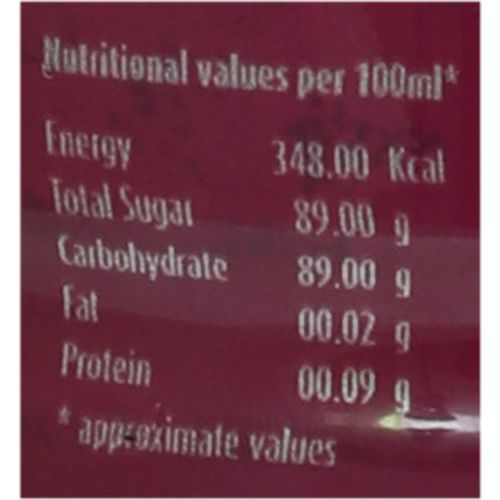 Nutritional values per 100ml*
Energy 348.00 Kcal
Total Sugar 89.00 g
Carbohydrate 89.00 g
Fat 00.02 g
Protein 00.09 g
* approximate values